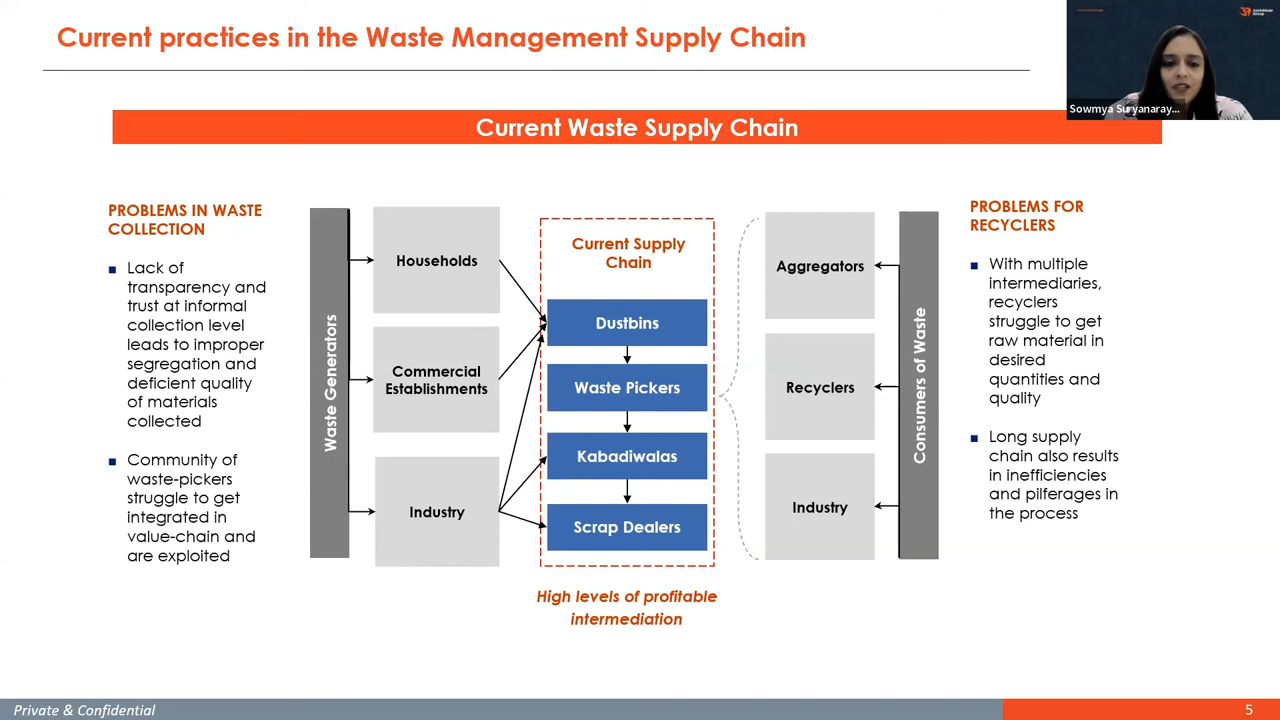 Current practices in the Waste Management Supply Chain
Sowmya Suryanaray...
Current Waste Supply Chain
PROBLEMS IN WASTE
COLLECTION
■ Lack of
transparency and
trust at informal
collection level
leads to improper
segregation and
deficient quality
of materials
collected
■ Community of
waste-pickers
struggle to get
integrated in
value-chain and
are exploited
Waste Generators
Households
Commercial
Establishments
Industry
Current Supply
Chain
Dustbins
Waste Pickers
Kabadiwalas
Scrap Dealers
High levels of profitable
intermediation
Aggregators
Recyclers
Industry
Consumers of Waste
PROBLEMS FOR
RECYCLERS
■ With multiple
intermediaries,
recyclers
struggle to get
raw material in
desired
quantities and
quality
■ Long supply
chain also results
in inefficiencies
and pilferages in
the process
Private & Confidential
5